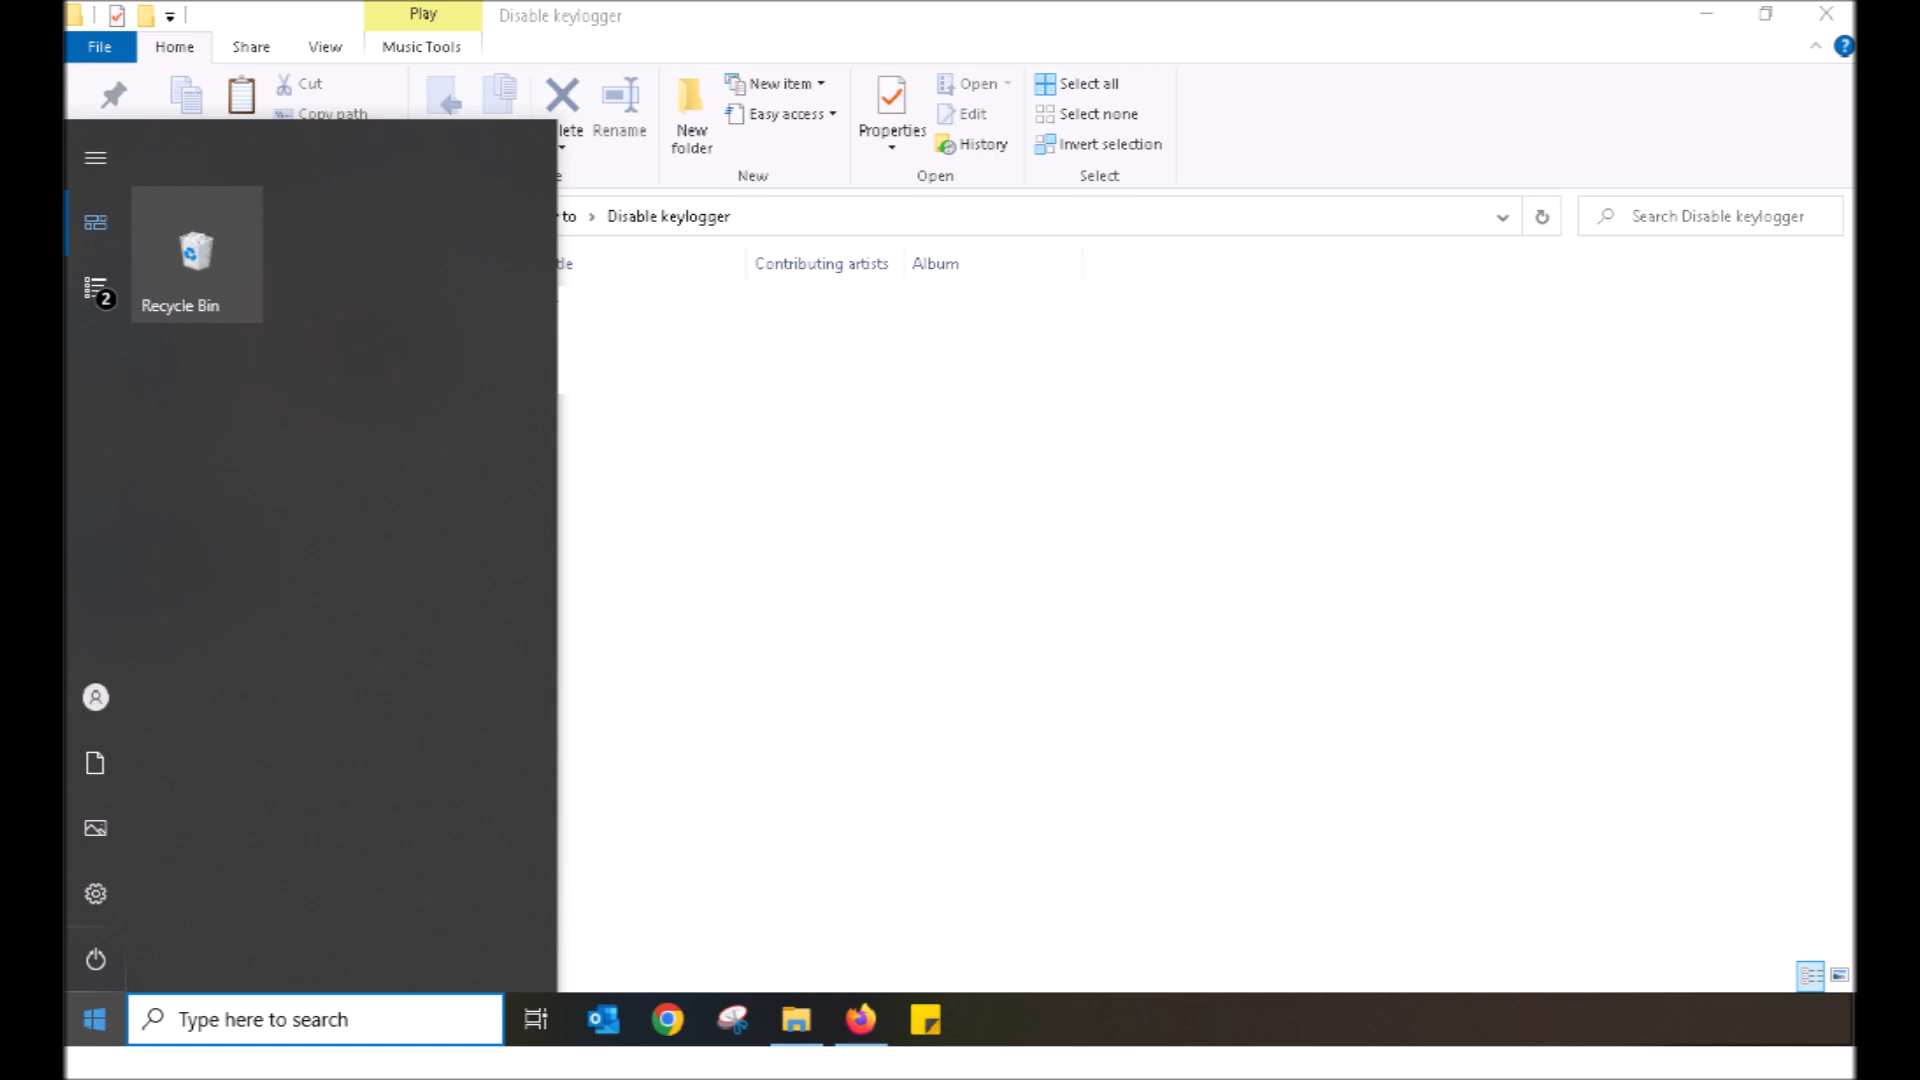 Play
Disable keylogger
File
Home
Share
View
Music Tools
Cut
Copy path
lete
Rename
New folder
New item
Easy access
New
Properties
Open
Edit
History
Open
Select all
Select none
Invert selection
Select
to > Disable keylogger
Search Disable keylogger
Contributing artists
Album
2
Recycle Bin
Type here to search